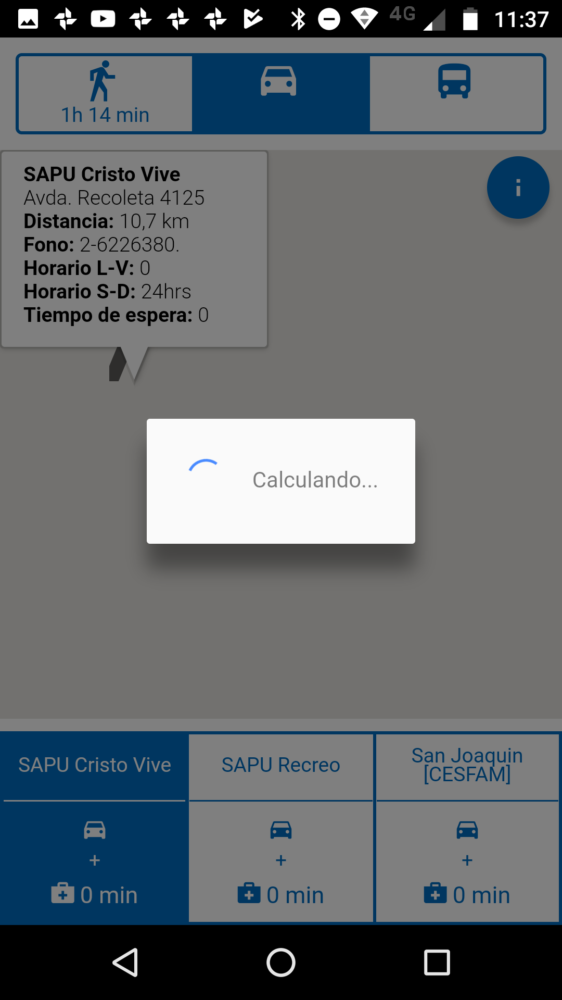 4G 11:37
1h 14 min
SAPU Cristo Vive
Avda. Recoleta 4125
Distancia: 10,7 km
Fono: 2-6226380.
Horario L-V: 0
Horario S-D: 24hrs
Tiempo de espera: 0
Calculando...
SAPU Cristo Vive
+
0 min
SAPU Recreo
+
0 min
San Joaquin
[CESFAM]
+
0 min